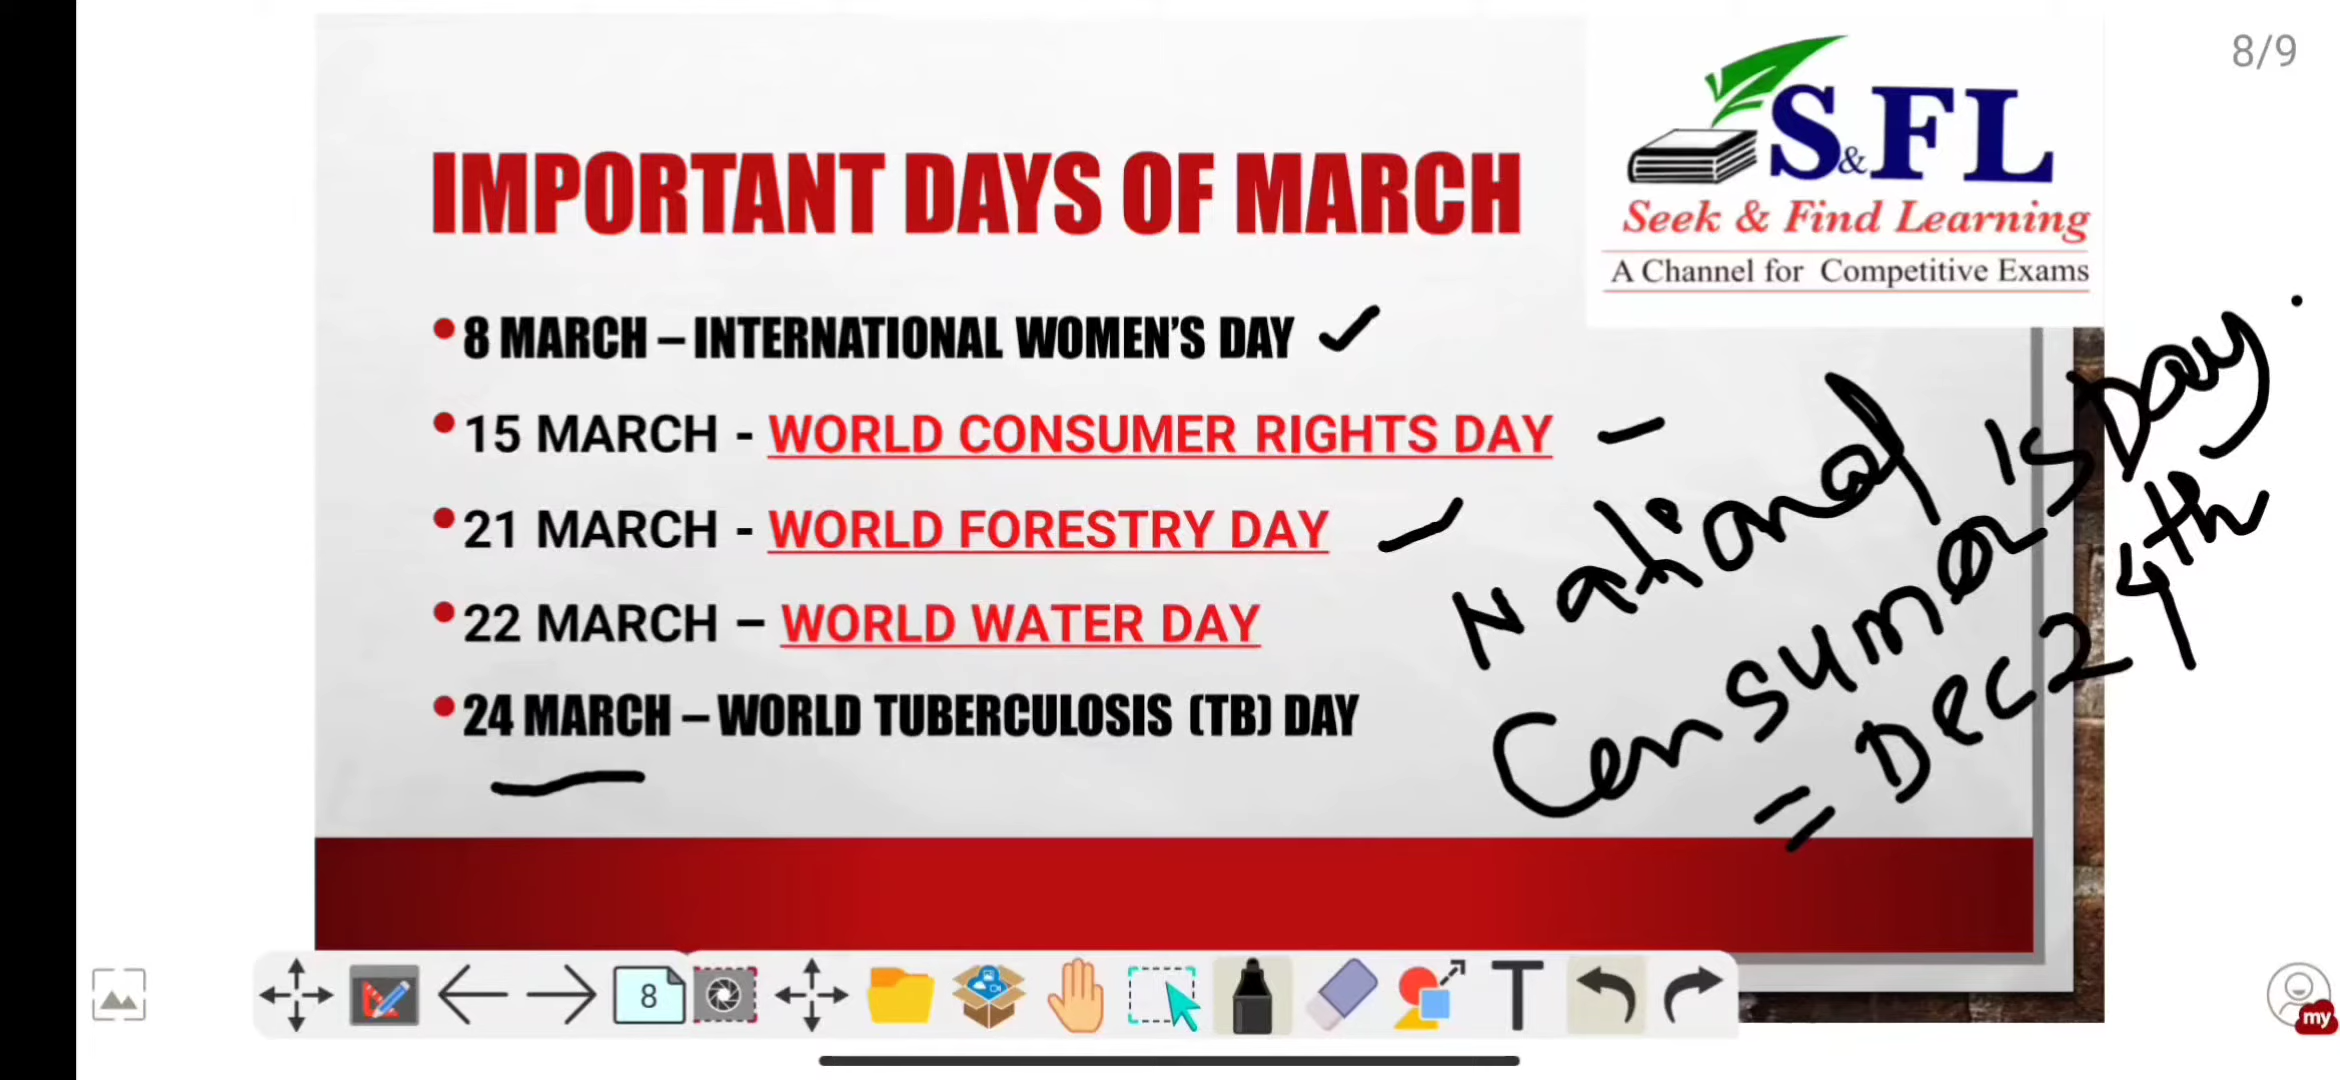 8/9
S&FL
Seek & Find Learning
A Channel for Competitive Exams
IMPORTANT DAYS OF MARCH
• 8 MARCH – INTERNATIONAL WOMEN'S DAY
• 15 MARCH - WORLD CONSUMER RIGHTS DAY
• 21 MARCH - WORLD FORESTRY DAY
• 22 MARCH – WORLD WATER DAY
• 24 MARCH – WORLD TUBERCULOSIS (TB) DAY
National
Day.
= Dec 24th
8
T
my